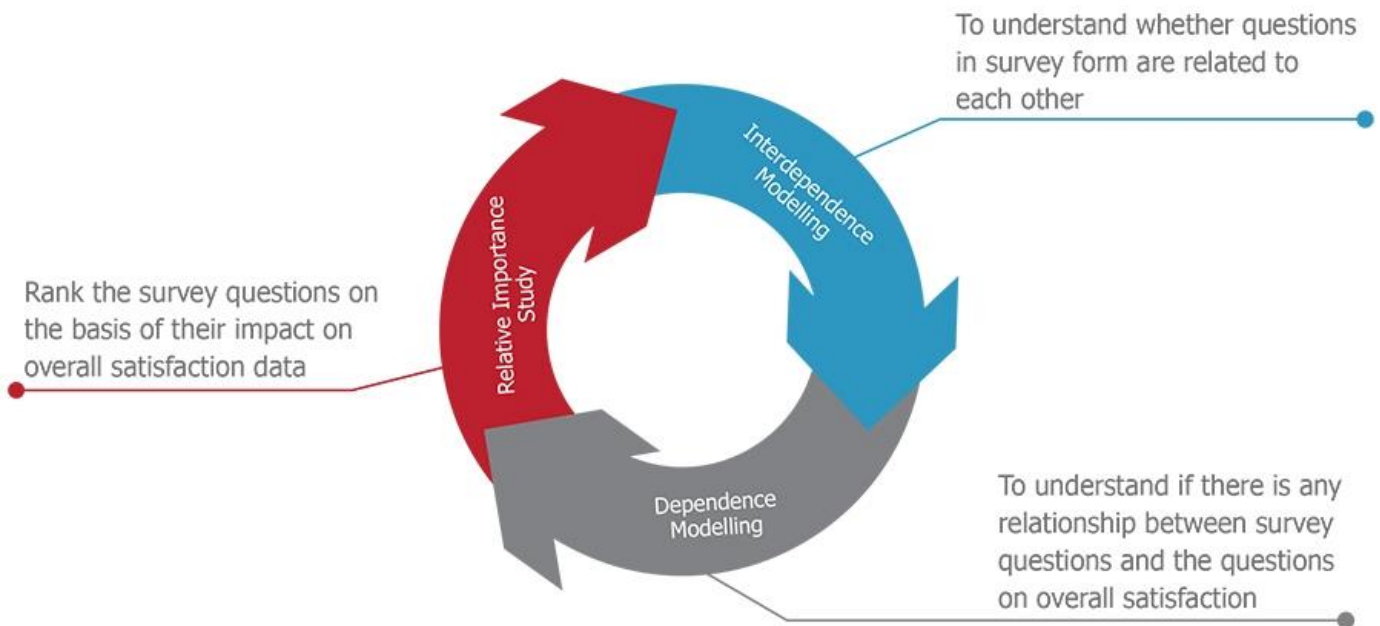 To understand whether questions
in survey form are related to
each other
Interdependence
Modelling
Relative Importance
Study
Rank the survey questions on
the basis of their impact on
overall satisfaction data
Dependence
Modelling
To understand if there is any
relationship between survey
questions and the questions
on overall satisfaction